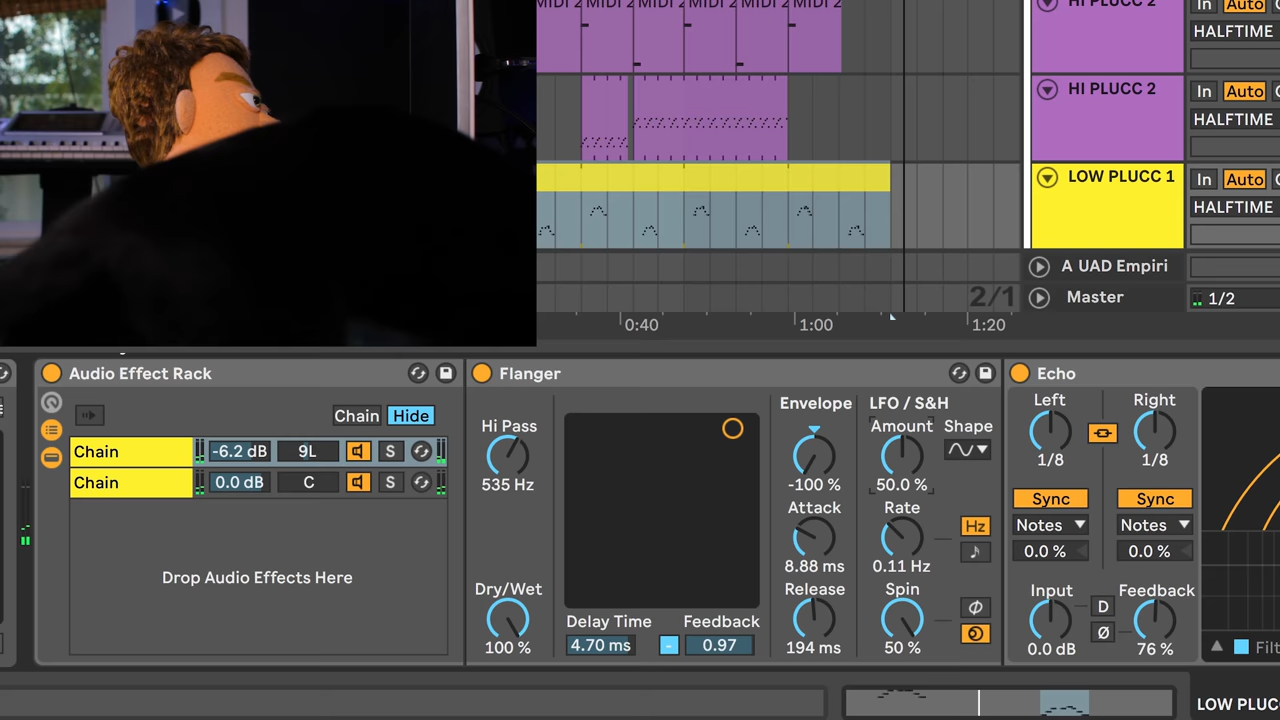 MIDI 2 MIDI 2 MIDI 2 MIDI 2 MIDI 2 MIDI 2
HI PLUCC 2
In Auto
HALFTIME
HI PLUCC 2
In Auto
HALFTIME
LOW PLUCC 1
In Auto
HALFTIME
A UAD Empiri
2/1
Master
1/2
0:40 1:00 1:20
Audio Effect Rack
Chain Hide
Chain -6.2 dB 9L S
Chain 0.0 dB C S
Drop Audio Effects Here
Flanger
Hi Pass
535 Hz
Dry/Wet
100 %
Delay Time Feedback
4.70 ms - 0.97
Envelope
-100 %
Attack
8.88 ms
Release
194 ms
LFO / S&H
Amount Shape
50.0 %
Rate
Hz
0.11 Hz
Spin
50 %
Echo
Left Right
1/8 1/8
Sync Sync
Notes Notes
0.0 % 0.0 %
Input Feedback
D
Ø
0.0 dB 76 %
Filt
LOW PLUC